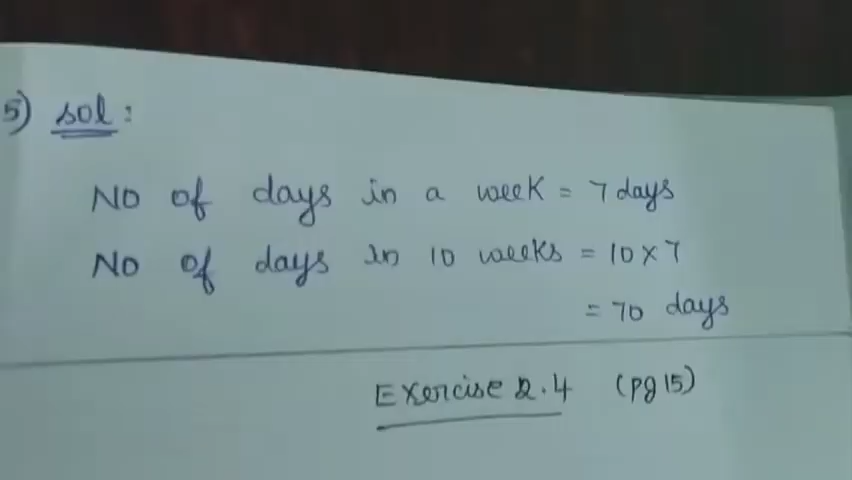 5) sol :
NO of days in a week = 7 days
NO of days in 10 weeks = 10 x 7
= 70 days
Exercise 2.4 (pg 15)